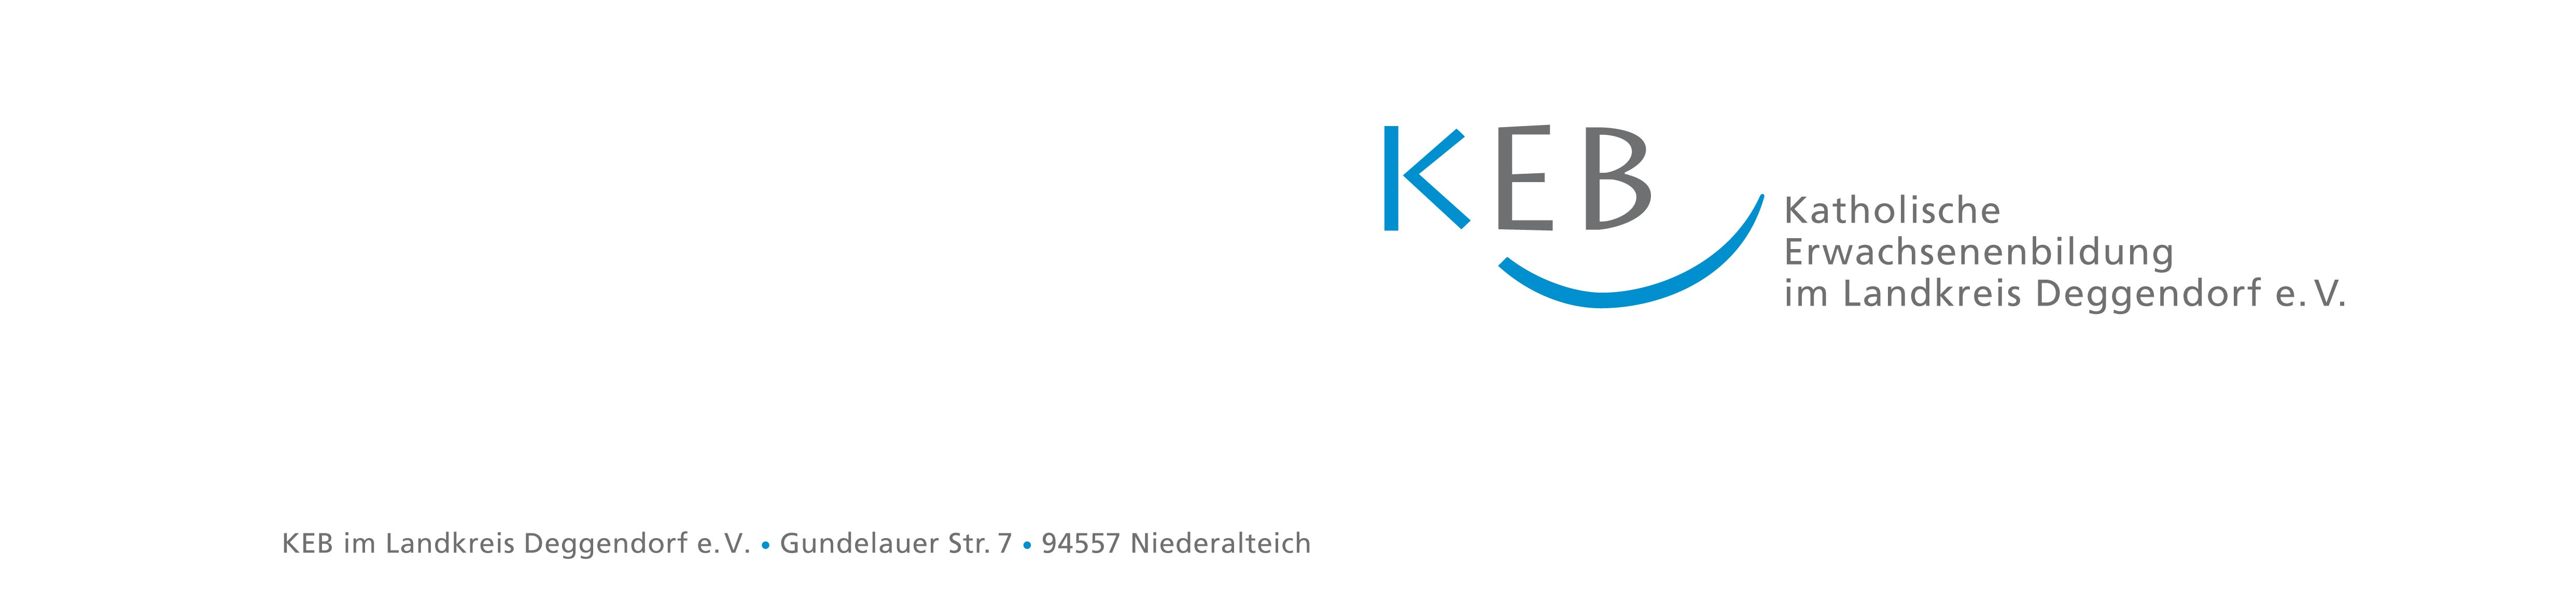 KEB
Katholische
Erwachsenenbildung
im Landkreis Deggendorf e. V.
KEB im Landkreis Deggendorf e. V. • Gundelauer Str. 7 • 94557 Niederalteich